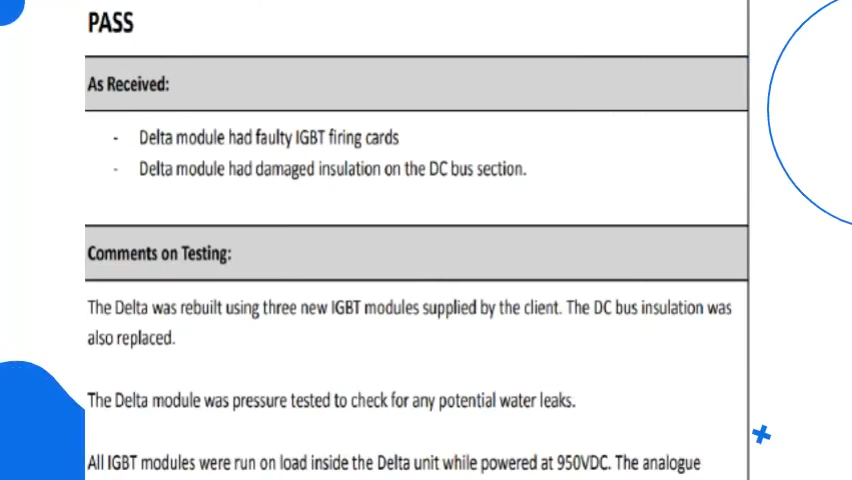 PASS
As Received:
- Delta module had faulty IGBT firing cards
- Delta module had damaged insulation on the DC bus section.
Comments on Testing:
The Delta was rebuilt using three new IGBT modules supplied by the client. The DC bus insulation was
also replaced.
The Delta module was pressure tested to check for any potential water leaks.
All IGBT modules were run on load inside the Delta unit while powered at 950VDC. The analogue